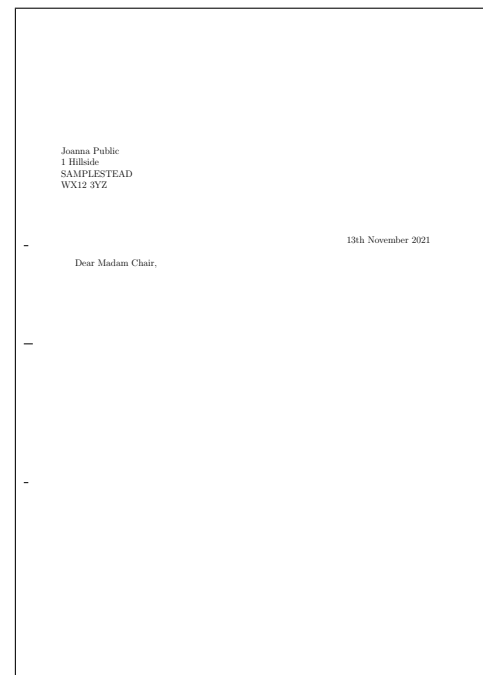 Joanna Public
1 Hillside
SAMPLESTEAD
WX12 3YZ
13th November 2021
Dear Madam Chair,